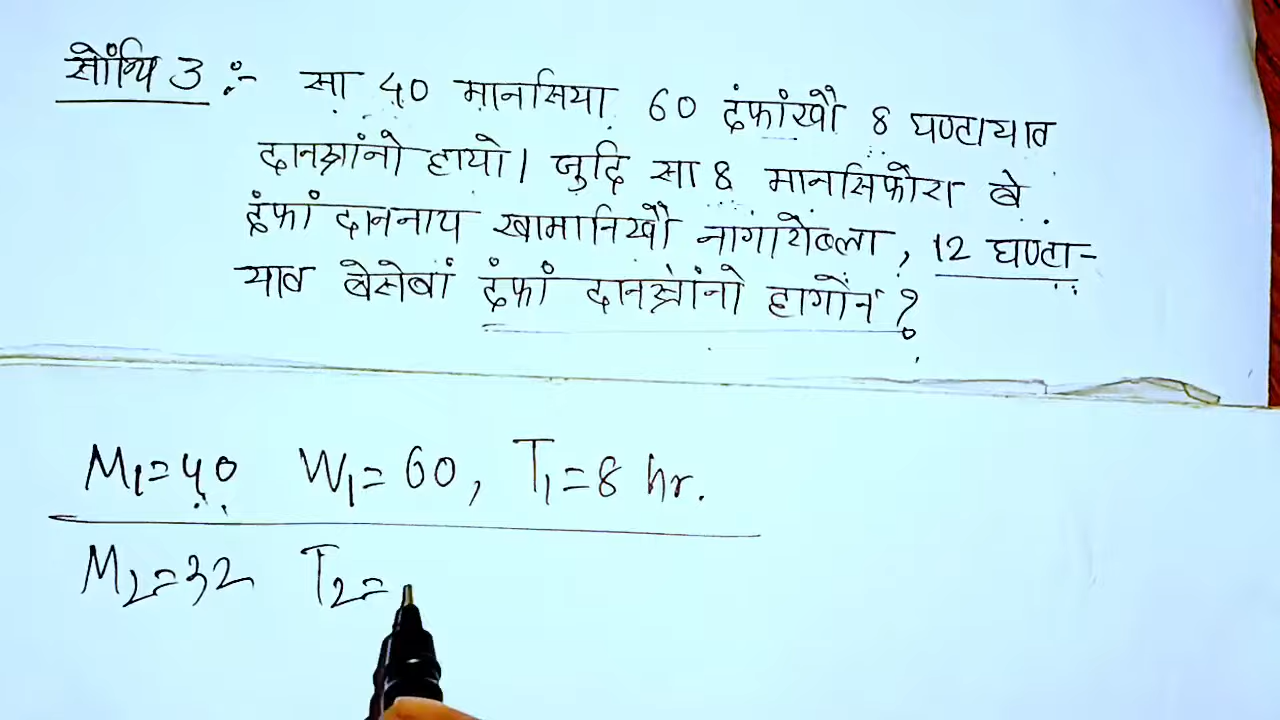 सोंथि 3 :- सा 40 मानसिया 60 दंफांखौ 8 घण्टायाव
दानस्रांनो हायो। जुदि सा 8 मानसिफोरा बे
दंफां दाननाय खामानिखौ नागारोब्ला, 12 घण्टा-
याव बेसेबां दंफां दानस्रांनो हागोन ?
M₁=40 W₁= 60, T₁=8 hr.
M₂=32 T₂=